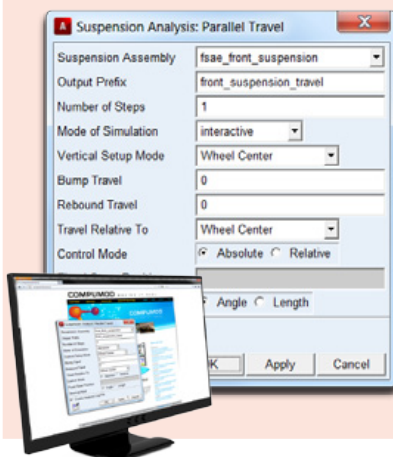 Suspension Analysis: Parallel Travel
Suspension Assembly fsae_front_suspension
Output Prefix front_suspension_travel
Number of Steps 1
Mode of Simulation interactive
Vertical Setup Mode Wheel Center
Bump Travel 0
Rebound Travel 0
Travel Relative To Wheel Center
Control Mode Absolute Relative
Angle Length
Apply Cancel
COMPUMOD